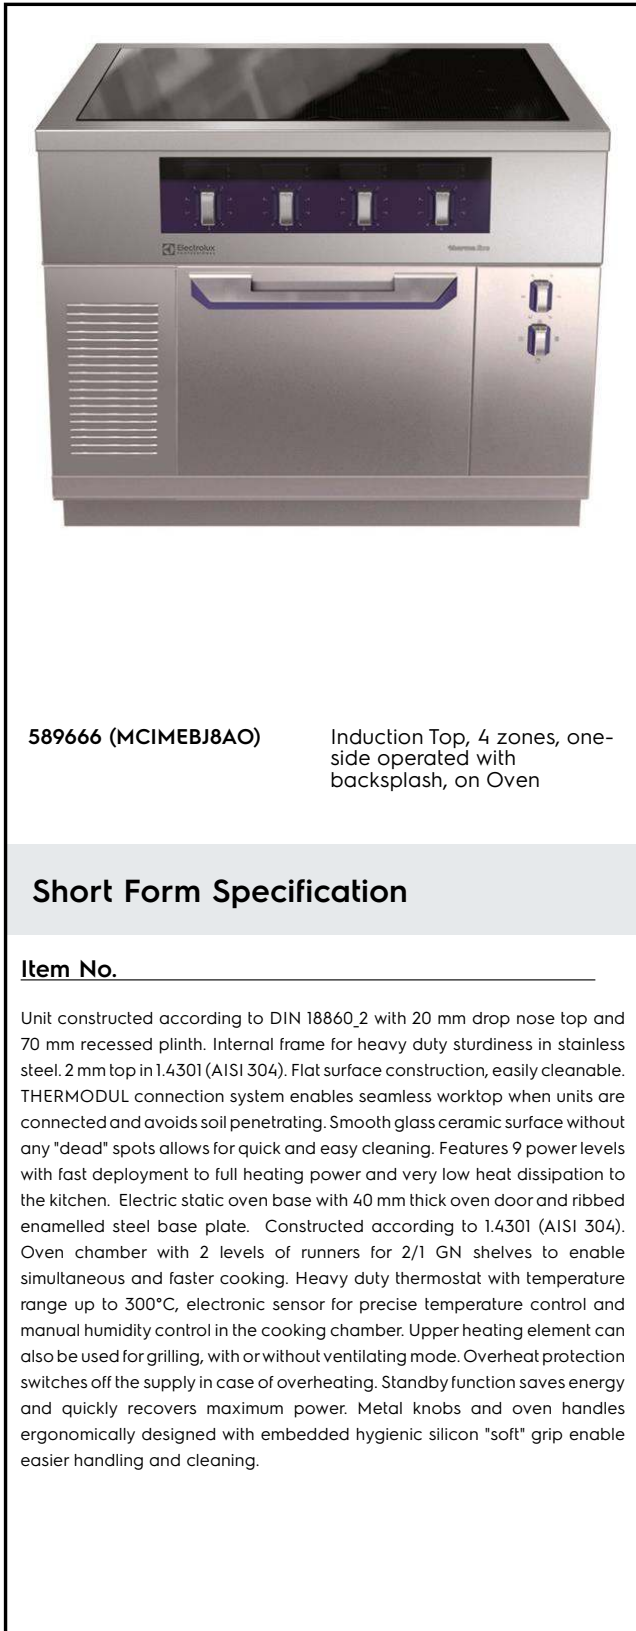 Electrolux
PROFESSIONAL
thermaline
589666 (MCIMEBJ8AO)
Induction Top, 4 zones, one-
side operated with
backsplash, on Oven
Short Form Specification
Item No.
Unit constructed according to DIN 18860_2 with 20 mm drop nose top and
70 mm recessed plinth. Internal frame for heavy duty sturdiness in stainless
steel. 2 mm top in 1.4301 (AISI 304). Flat surface construction, easily cleanable.
THERMODUL connection system enables seamless worktop when units are
connected and avoids soil penetrating. Smooth glass ceramic surface without
any "dead" spots allows for quick and easy cleaning. Features 9 power levels
with fast deployment to full heating power and very low heat dissipation to
the kitchen. Electric static oven base with 40 mm thick oven door and ribbed
enamelled steel base plate. Constructed according to 1.4301 (AISI 304).
Oven chamber with 2 levels of runners for 2/1 GN shelves to enable
simultaneous and faster cooking. Heavy duty thermostat with temperature
range up to 300°C, electronic sensor for precise temperature control and
manual humidity control in the cooking chamber. Upper heating element can
also be used for grilling, with or without ventilating mode. Overheat protection
switches off the supply in case of overheating. Standby function saves energy
and quickly recovers maximum power. Metal knobs and oven handles
ergonomically designed with embedded hygienic silicon "soft" grip enable
easier handling and cleaning.